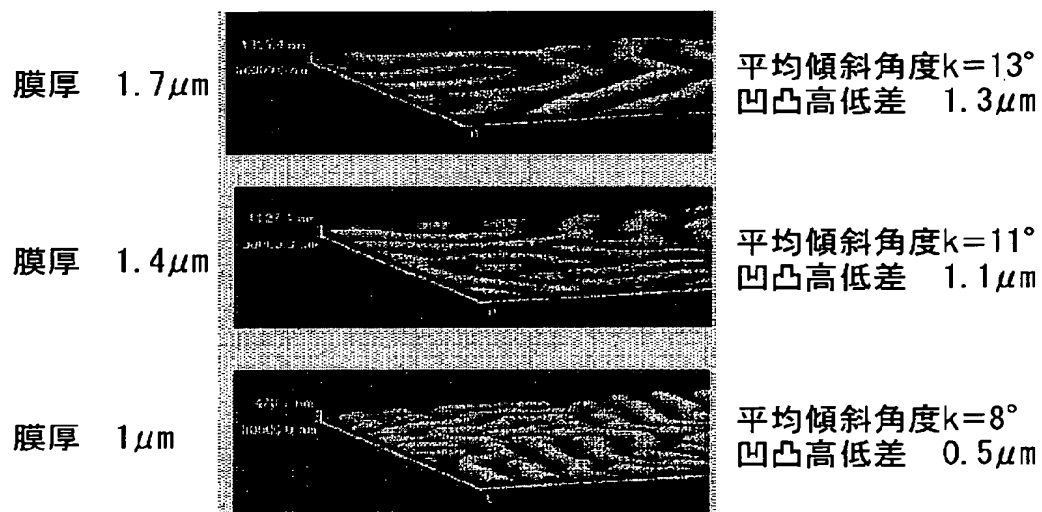 膜厚 1.7μm
平均傾斜角度k=13°
凹凸高低差 1.3μm
膜厚 1.4μm
平均傾斜角度k=11°
凹凸高低差 1.1μm
膜厚 1μm
平均傾斜角度k=8°
凹凸高低差 0.5μm